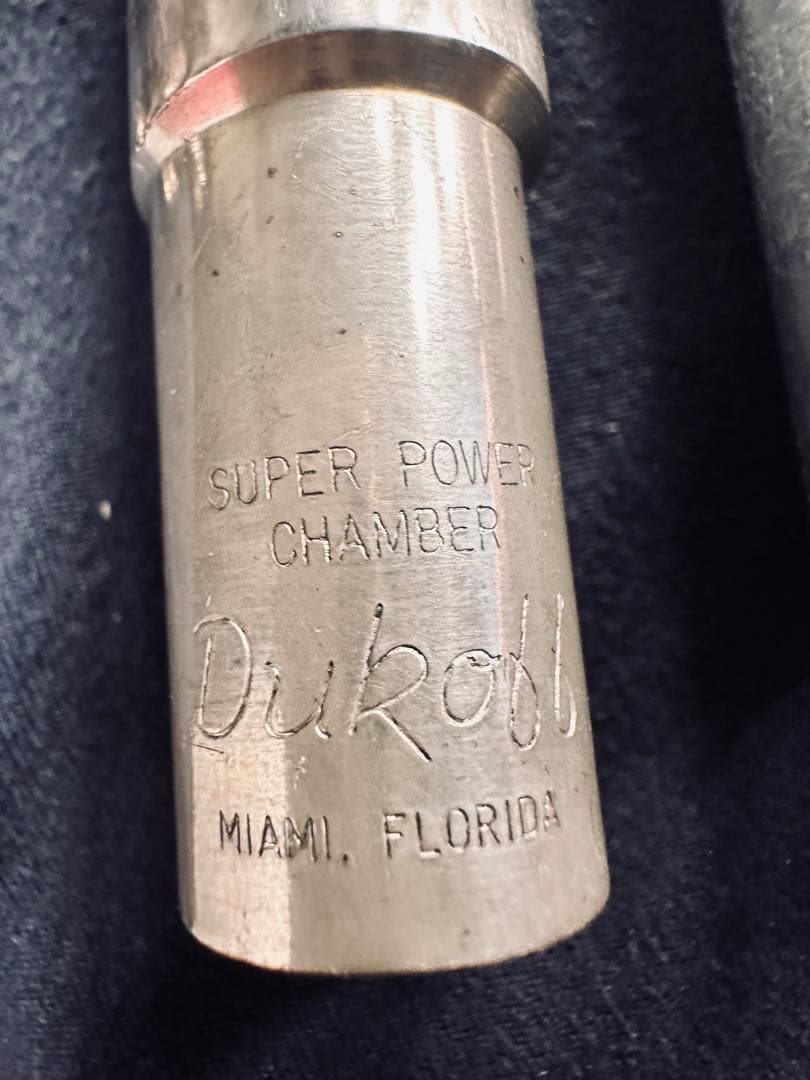 SUPER POWER
CHAMBER
Dukoff
MIAMI, FLORIDA